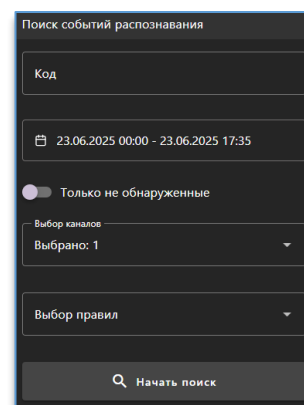 Поиск событий распознавания
Код
23.06.2025 00:00 - 23.06.2025 17:35
Только не обнаруженные
Выбор каналов
Выбрано: 1
Выбор правил
Начать поиск